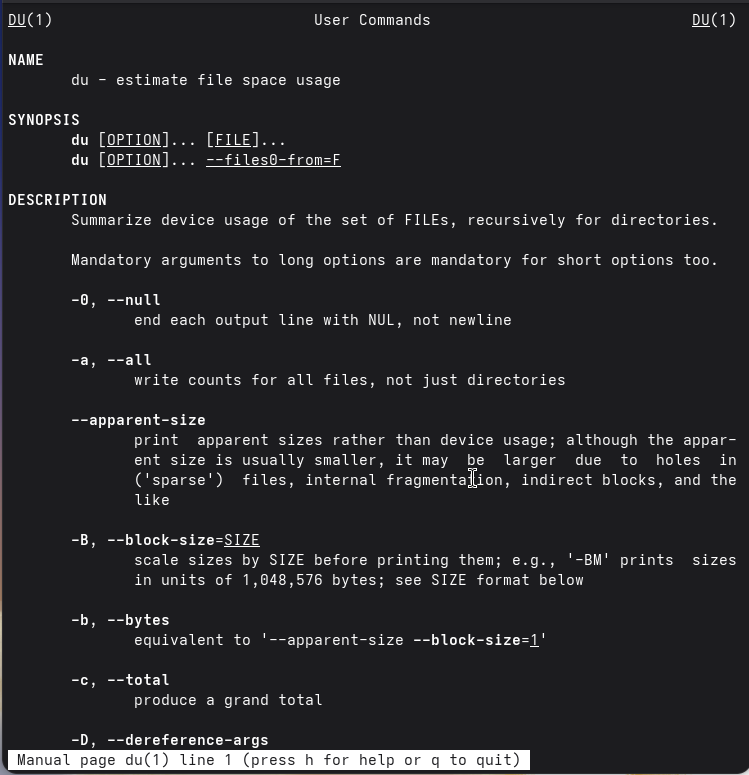 DU(1) User Commands DU(1)
NAME
du - estimate file space usage
SYNOPSIS
du [OPTION]... [FILE]...
du [OPTION]... --files0-from=F
DESCRIPTION
Summarize device usage of the set of FILEs, recursively for directories.
Mandatory arguments to long options are mandatory for short options too.
-0, --null
end each output line with NUL, not newline
-a, --all
write counts for all files, not just directories
--apparent-size
print  apparent sizes rather than device usage; although the appar-
ent size is usually smaller, it may  be  larger  due  to  holes  in
('sparse')  files, internal fragmentation, indirect blocks, and the
like
-B, --block-size=SIZE
scale sizes by SIZE before printing them; e.g., '-BM' prints  sizes
in units of 1,048,576 bytes; see SIZE format below
-b, --bytes
equivalent to '--apparent-size --block-size=1'
-c, --total
produce a grand total
-D, --dereference-args
Manual page du(1) line 1 (press h for help or q to quit)